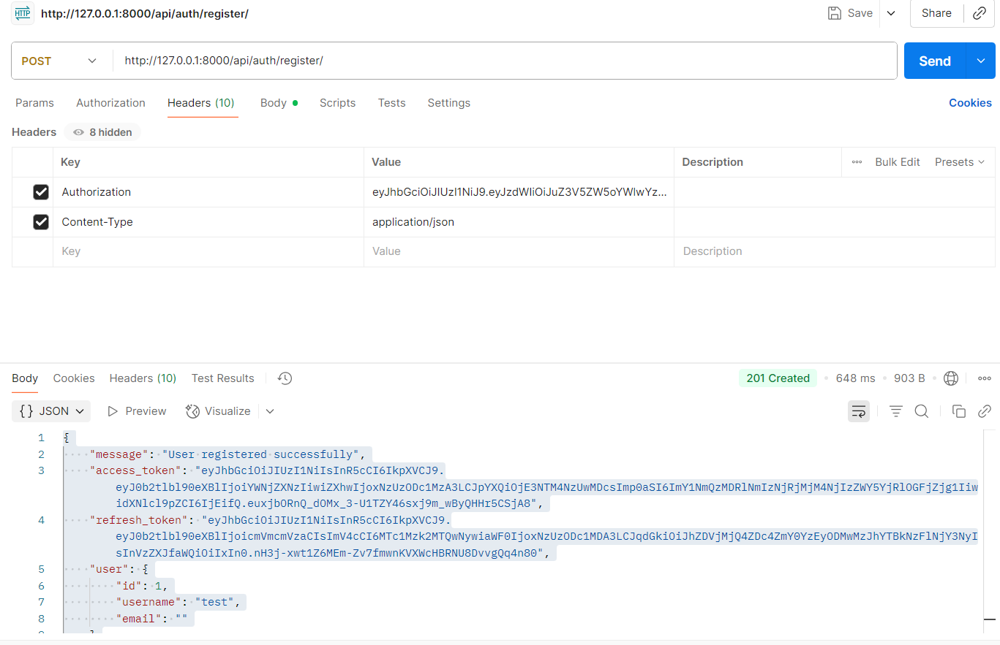 HTTP http://127.0.0.1:8000/api/auth/register/ Save Share
POST http://127.0.0.1:8000/api/auth/register/ Send
Params Authorization Headers (10) Body Scripts Tests Settings Cookies
Headers 8 hidden
Key Value Description Bulk Edit Presets
Authorization eyJhbGciOiJIUzI1NiJ9.eyJzdWIiOiJuZ3V5ZW5oYWlwYz...
Content-Type application/json
Key Value Description
Body Cookies Headers (10) Test Results 201 Created 648 ms 903 B
{} JSON Preview Visualize
1 {
2 "message": "User registered successfully",
3 "access_token": "eyJhbGciOiJIUzI1NiIsInR5cCI6IkpXVCJ9.
eyJ0b2tlbl90eXBlIjoiYWNjZXNzIiwiZXhwIjoxNzUzODc1MzA3LCJpYXQiOjE3NTM4NzUwMDcsImp0aSI6ImY1NmQzMDRlNmIzNjRjMjM4NjIzZWY5YjRlOGFjZjg1Iiw
idXNlcl9pZCI6IjEifQ.euxjbORnQ_dOMx_3-U1TZY46sxj9m_wByQHHr5CSjA8",
4 "refresh_token": "eyJhbGciOiJIUzI1NiIsInR5cCI6IkpXVCJ9.
eyJ0b2tlbl90eXBlIjoicmVmcmVzaCIsImV4cCI6MTc1Mzk2MTQwNywiaWF0IjoxNzUzODc1MDA3LCJqdGkiOiJhZDVjMjQ4ZDc4ZmY0YzEyODMwMzJhYTBkNzFlNjY3NyI
sInVzZXJfaWQiOiIxIn0.nH3j-xwt1Z6MEm-Zv7fmwnKVXWcHBRNU8DvvgQq4n80",
5 "user": {
6 "id": 1,
7 "username": "test",
8 "email": ""